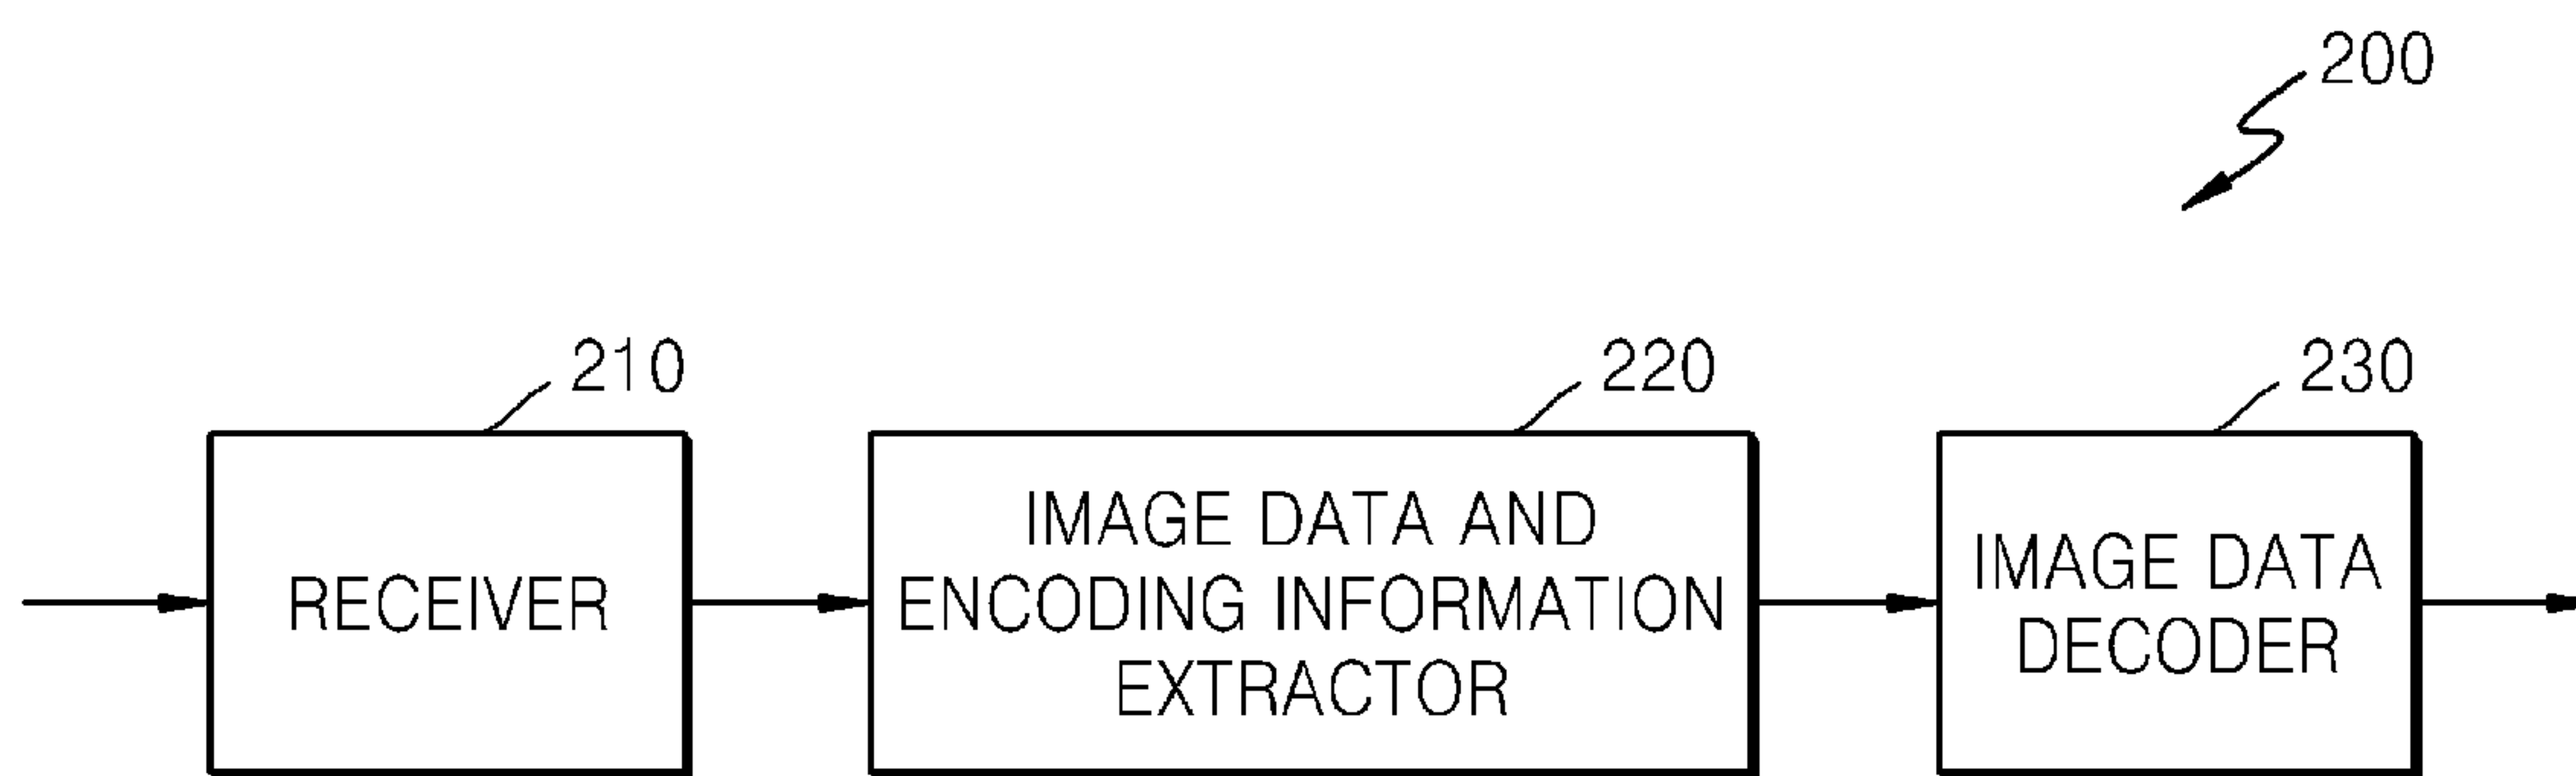 200
210
220
230
RECEIVER
IMAGE DATA AND
ENCODING INFORMATION
EXTRACTOR
IMAGE DATA
DECODER